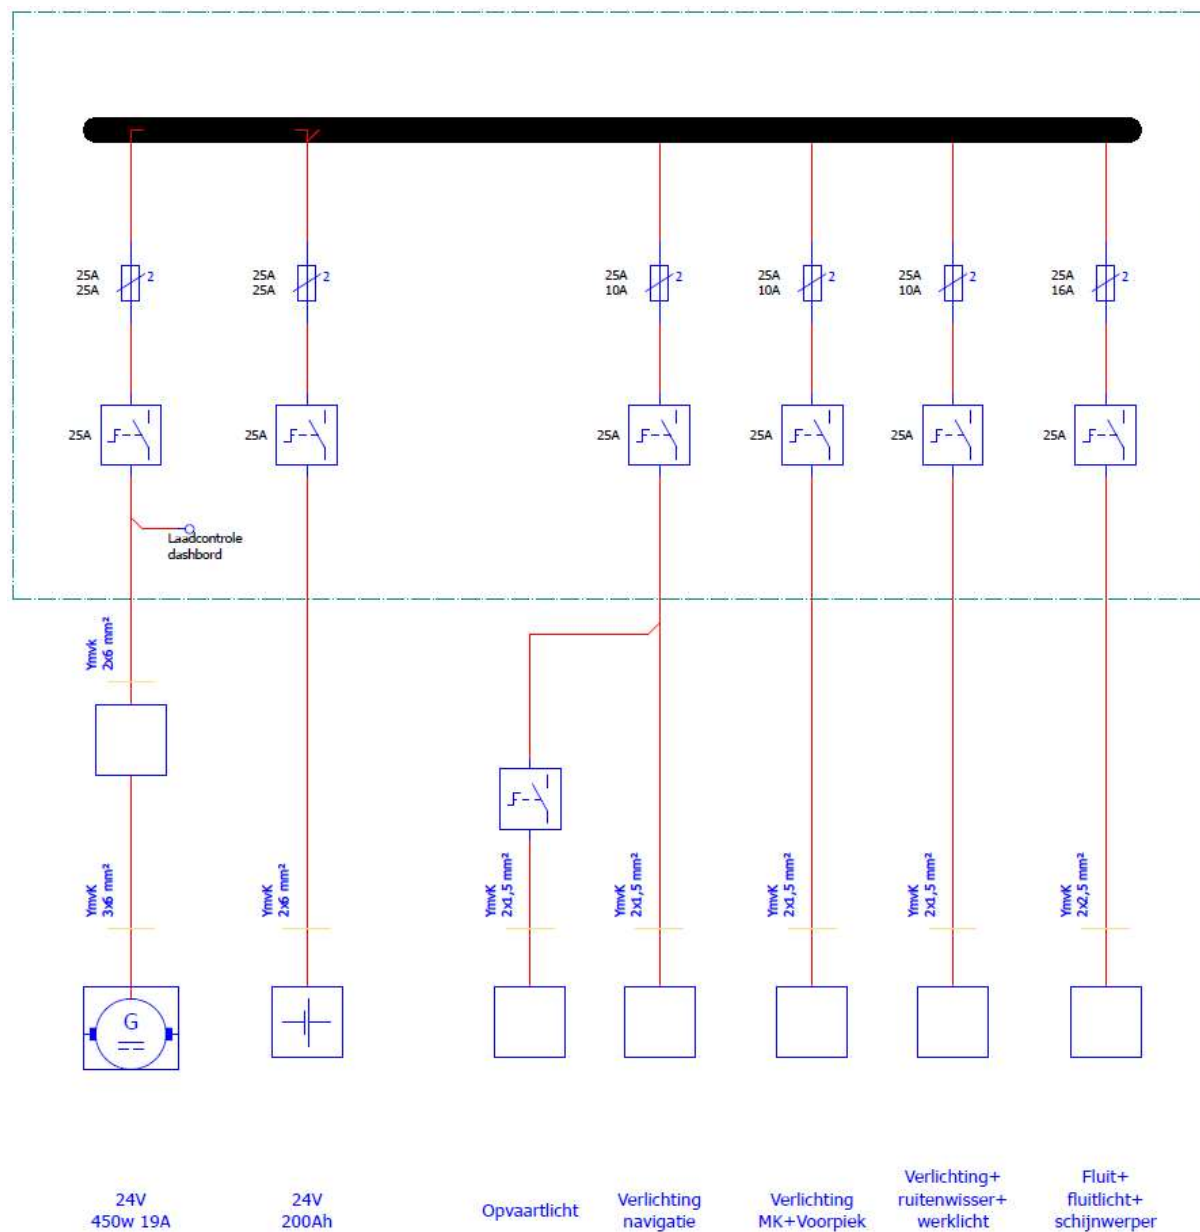 25A
25A
2
25A
25A
2
25A
10A
2
25A
10A
2
25A
10A
2
25A
16A
2
25A
25A
25A
25A
25A
25A
Laadcontrole
dashbord
Ymvk
2x6 mm²
YmvK
3x6 mm²
YmvK
2x6 mm²
YmvK
2x1,5 mm²
YmvK
2x1,5 mm²
YmvK
2x1,5 mm²
YmvK
2x1,5 mm²
YmvK
2x2,5 mm²
G
24V
450w 19A
24V
200Ah
Opvaartlicht
Verlichting
navigatie
Verlichting
MK+Voorpiek
Verlichting+
ruitenwisser+
werklicht
Fluit+
fluitlicht+
schijnwerper